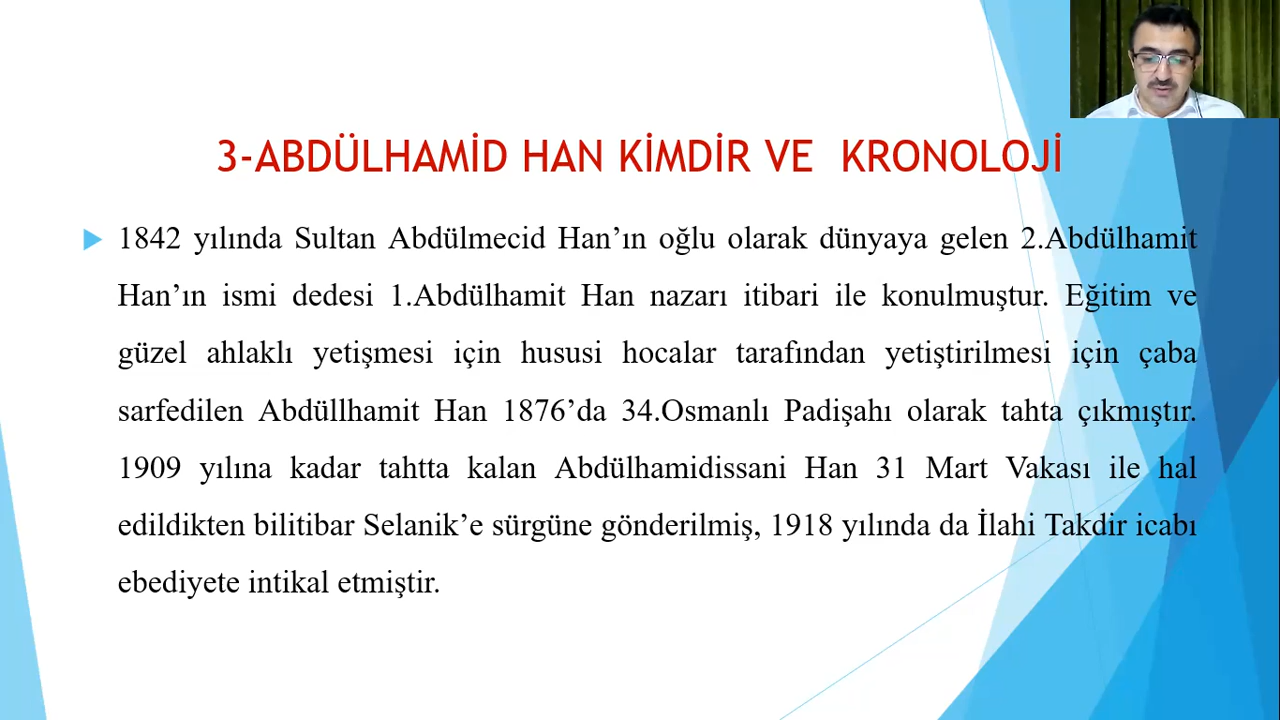 3-ABDÜLHAMİD HAN KİMDİR VE KRONOLOJİ
1842 yılında Sultan Abdülmecid Han’ın oğlu olarak dünyaya gelen 2.Abdülhamit
Han’ın ismi dedesi 1.Abdülhamit Han nazarı itibari ile konulmuştur. Eğitim ve
güzel ahlaklı yetişmesi için hususi hocalar tarafından yetiştirilmesi için çaba
sarfedilen Abdüllhamit Han 1876’da 34.Osmanlı Padişahı olarak tahta çıkmıştır.
1909 yılına kadar tahtta kalan Abdülhamidissani Han 31 Mart Vakası ile hal
edildikten bilitibar Selanik’e sürgüne gönderilmiş, 1918 yılında da İlahi Takdir icabı
ebediyete intikal etmiştir.